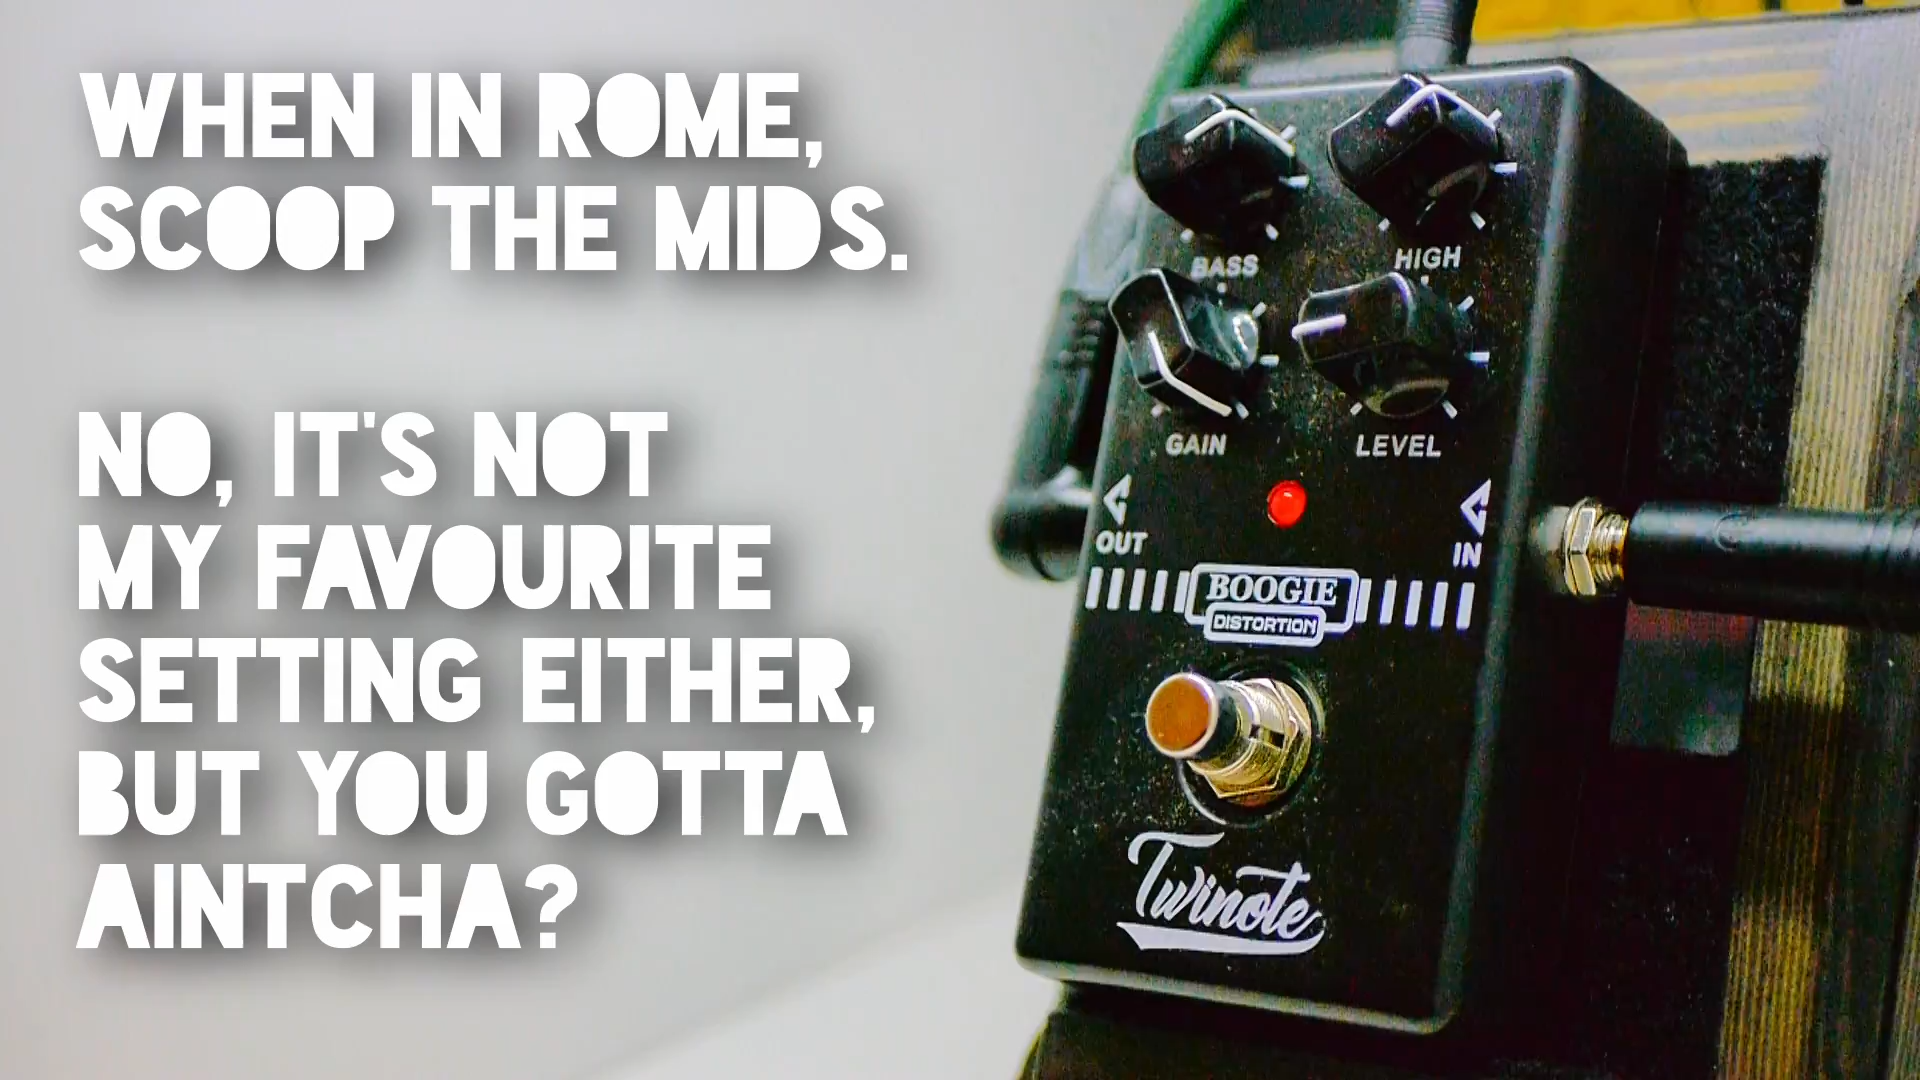 WHEN IN ROME,
SCOOP THE MIDS.
NO, IT'S NOT
MY FAVOURITE
SETTING EITHER,
BUT YOU GOTTA
AINTCHA?
BASS
HIGH
GAIN
LEVEL
OUT
IN
BOOGIE
DISTORTION
Twinote